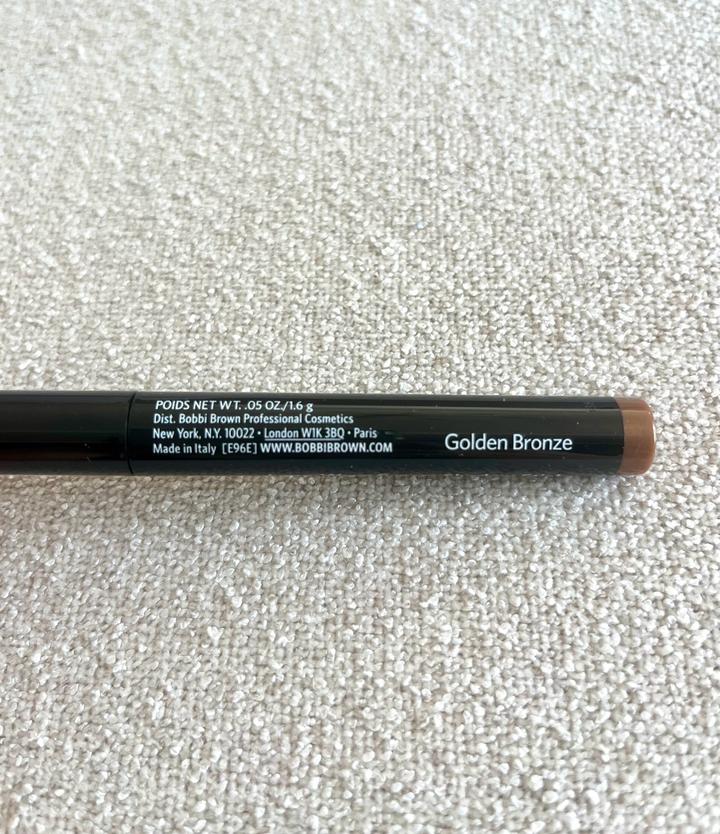 POIDS NET WT. .05 OZ./1.6 g
Dist. Bobbi Brown Professional Cosmetics
New York, N.Y. 10022 • London W1K 3BQ • Paris
Made in Italy [E96E] WWW.BOBBIBROWN.COM
Golden Bronze